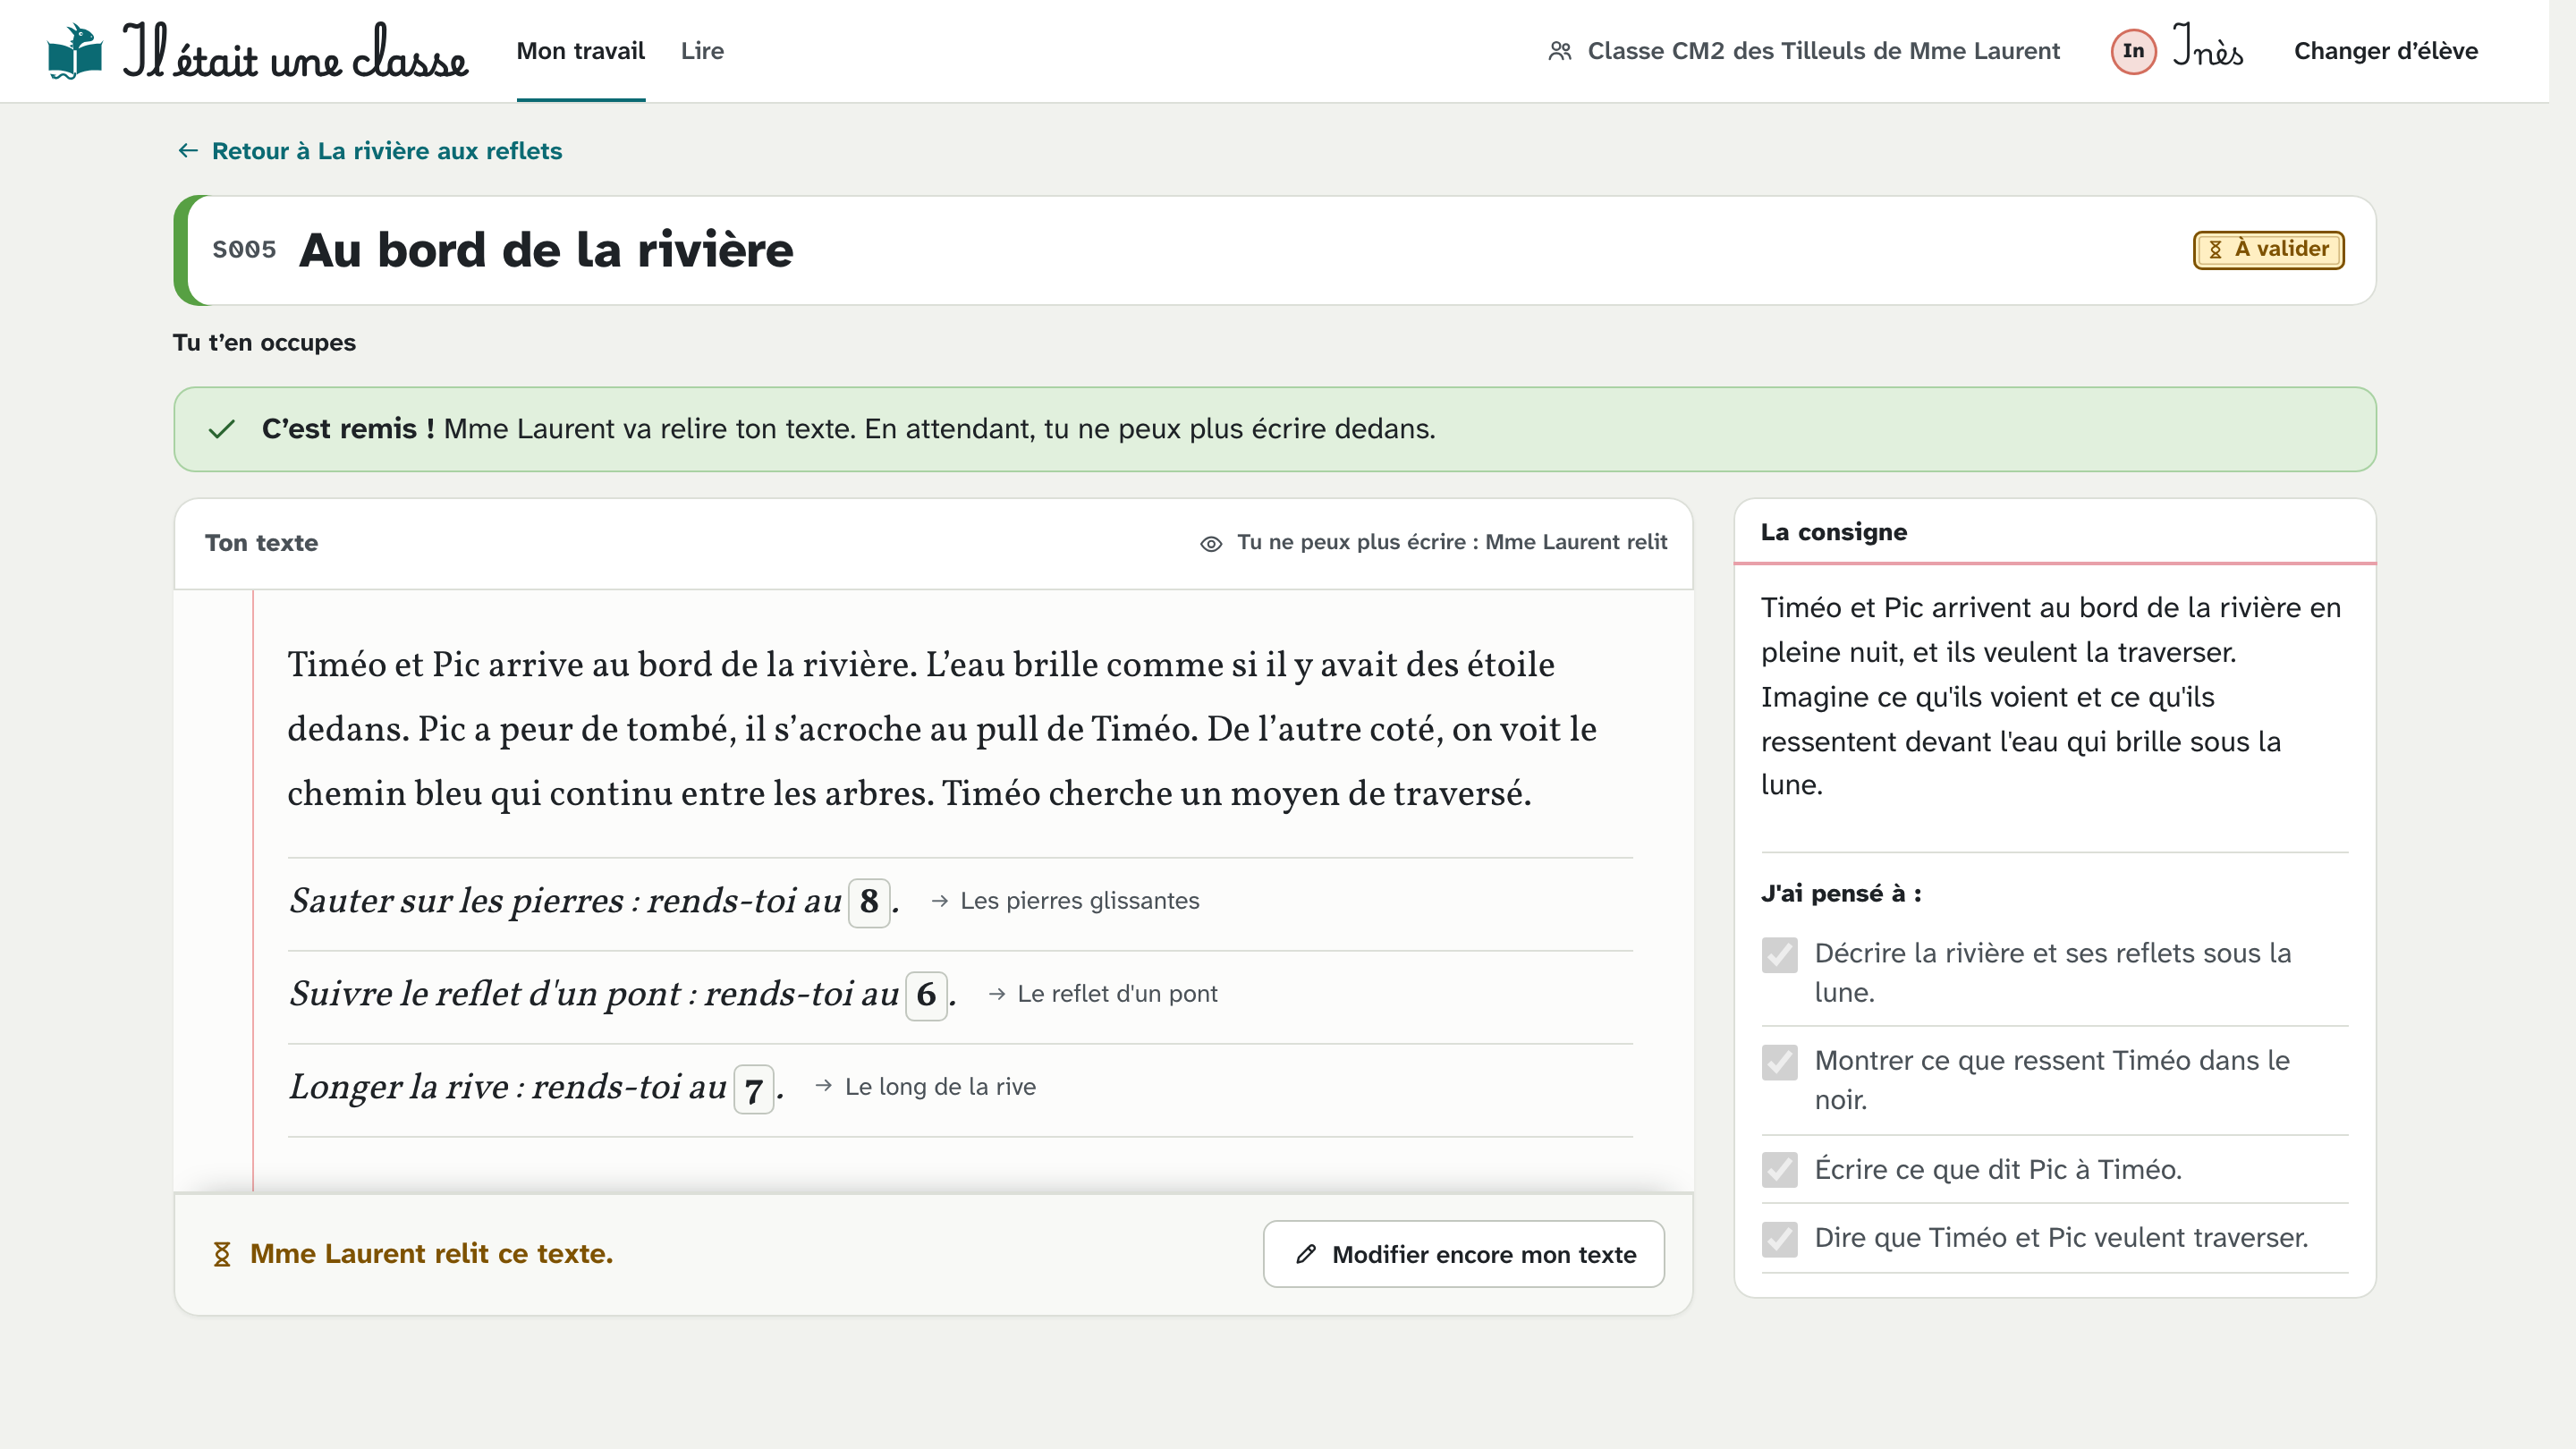 Il était une classe
Mon travail
Lire
Classe CM2 des Tilleuls de Mme Laurent
In
Inès
Changer d’élève
← Retour à La rivière aux reflets
S005 Au bord de la rivière
À valider
Tu t’en occupes
C’est remis ! Mme Laurent va relire ton texte. En attendant, tu ne peux plus écrire dedans.
Ton texte
Tu ne peux plus écrire : Mme Laurent relit
Timéo et Pic arrive au bord de la rivière. L’eau brille comme si il y avait des étoile
dedans. Pic a peur de tombé, il s’acroche au pull de Timéo. De l’autre coté, on voit le
chemin bleu qui continu entre les arbres. Timéo cherche un moyen de traversé.
Sauter sur les pierres : rends-toi au 8. → Les pierres glissantes
Suivre le reflet d'un pont : rends-toi au 6. → Le reflet d'un pont
Longer la rive : rends-toi au 7. → Le long de la rive
Mme Laurent relit ce texte.
Modifier encore mon texte
La consigne
Timéo et Pic arrivent au bord de la rivière en
pleine nuit, et ils veulent la traverser.
Imagine ce qu'ils voient et ce qu'ils
ressentent devant l'eau qui brille sous la
lune.
J'ai pensé à :
Décrire la rivière et ses reflets sous la
lune.
Montrer ce que ressent Timéo dans le
noir.
Écrire ce que dit Pic à Timéo.
Dire que Timéo et Pic veulent traverser.